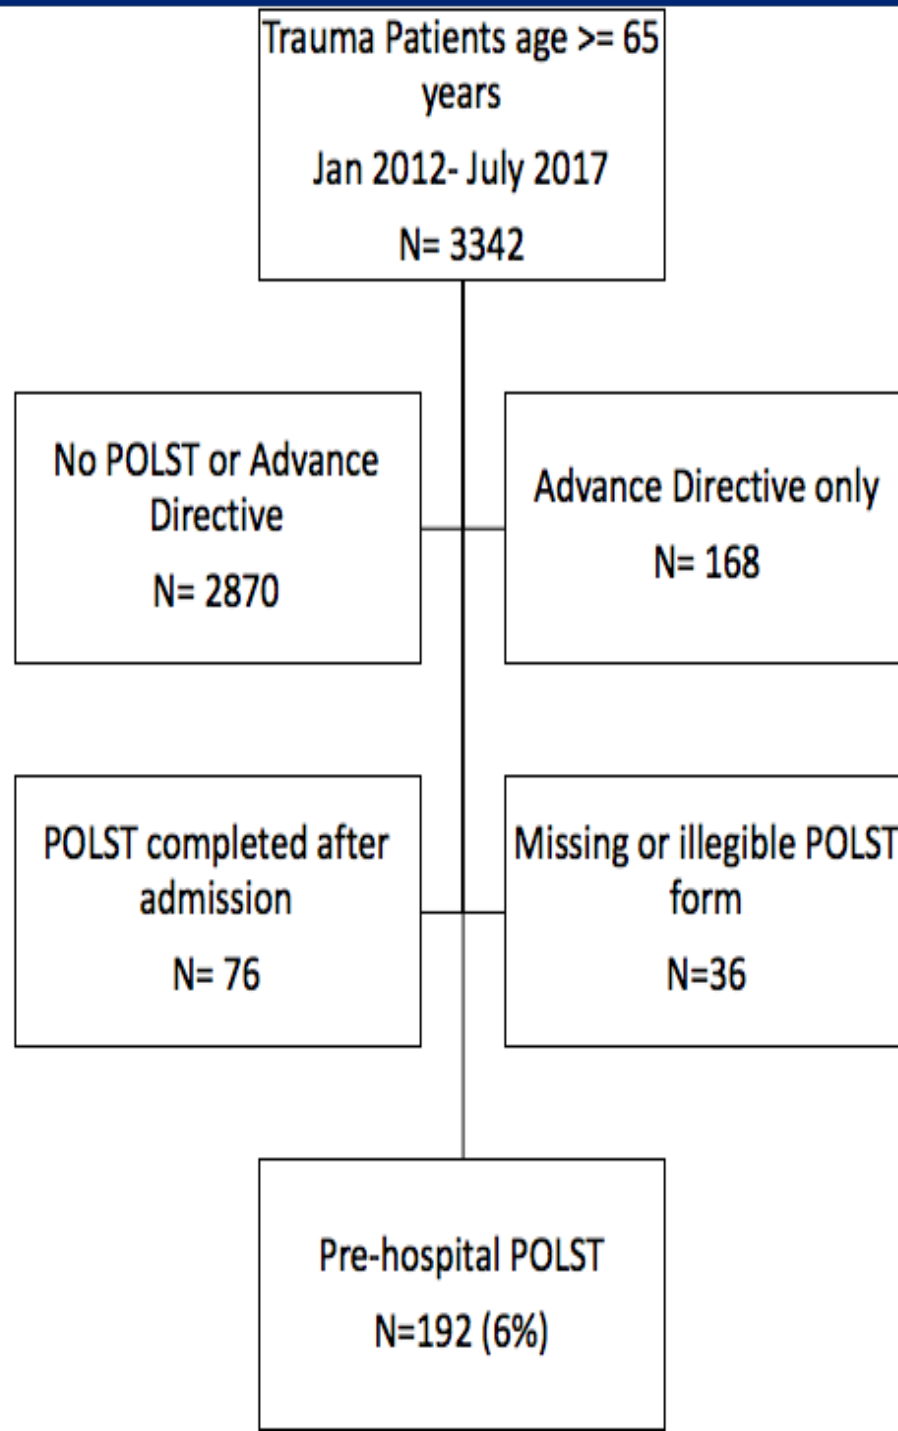 Trauma Patients age >= 65
years
Jan 2012- July 2017
N= 3342
No POLST or Advance
Directive
N= 2870
Advance Directive only
N= 168
POLST completed after
admission
N= 76
Missing or illegible POLST
form
N=36
Pre-hospital POLST
N=192 (6%)